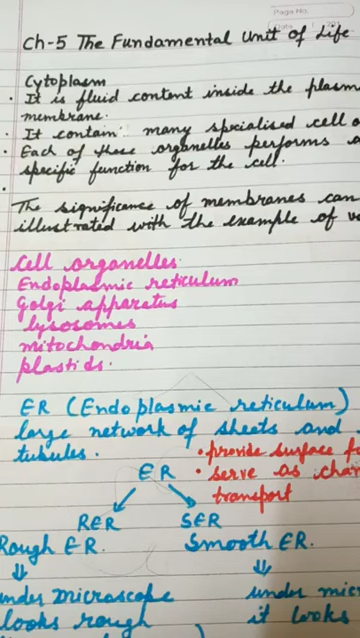 Page No.
Date
Ch-5 The Fundamental Unit of Life
Cytoplasm
• It is fluid content inside the plasm
membrane.
• It contain many specialised cell o
• Each of these organelles performs a
specific function for the cell.
The significance of membranes can
illustrated with the example of v
Cell organelles
Endoplasmic reticulum
Golgi apparatus
lysosomes
mitochondria
plastids.
ER (Endoplasmic reticulum)
large network of sheets and
tubules.
• provide surface fo
ER • serve as chan
transport
RER SER
Rough ER. Smooth ER.
under microscope under mic
looks rough it looks